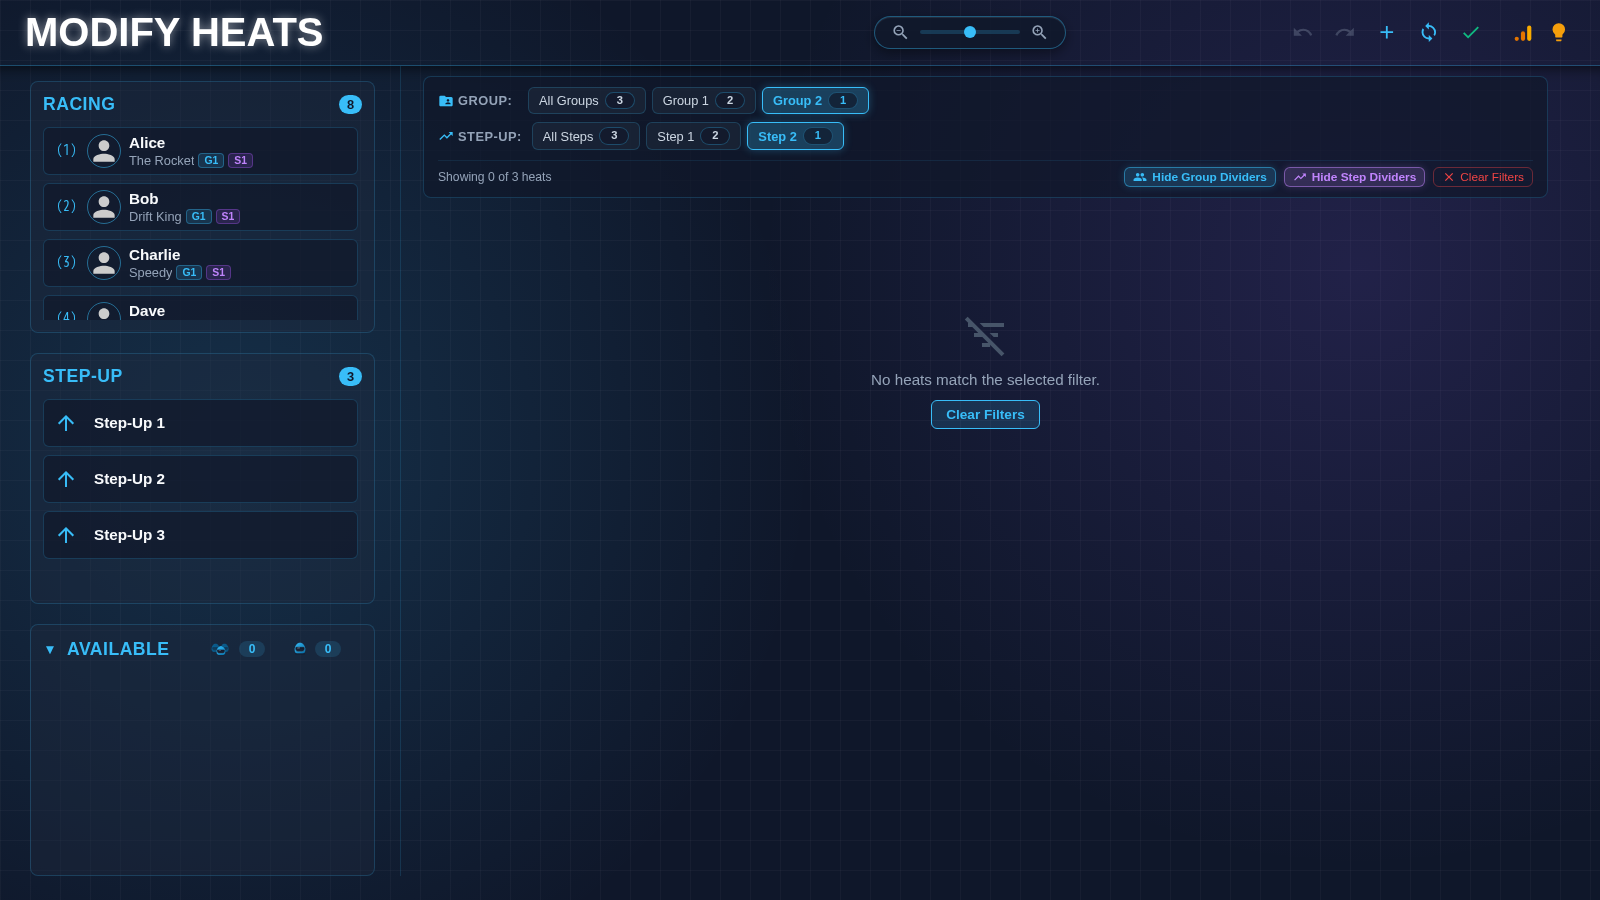 MODIFY HEATS
RACING 8
(1) Alice
The Rocket G1 S1
(2) Bob
Drift King G1 S1
(3) Charlie
Speedy G1 S1
(4) Dave
STEP-UP 3
Step-Up 1
Step-Up 2
Step-Up 3
▼ AVAILABLE 0 0
GROUP: All Groups 3 Group 1 2 Group 2 1
STEP-UP: All Steps 3 Step 1 2 Step 2 1
Showing 0 of 3 heats Hide Group Dividers Hide Step Dividers Clear Filters
No heats match the selected filter.
Clear Filters